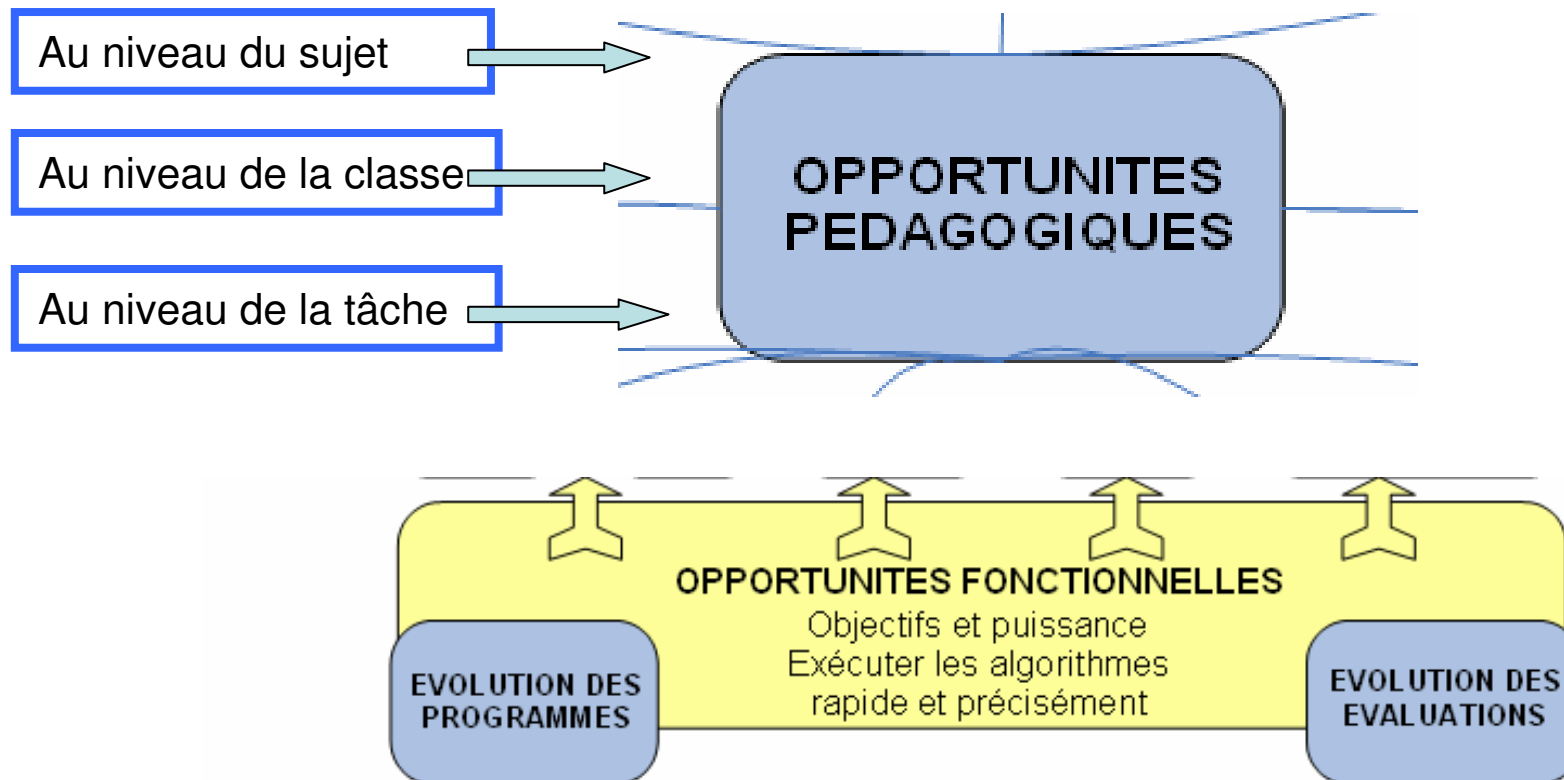 Au niveau du sujet
Au niveau de la classe
Au niveau de la tâche
OPPORTUNITES
PEDAGOGIQUES
OPPORTUNITES FONCTIONNELLES
Objectifs et puissance
Exécuter les algorithmes
rapide et précisément
EVOLUTION DES
PROGRAMMES
EVOLUTION DES
EVALUATIONS